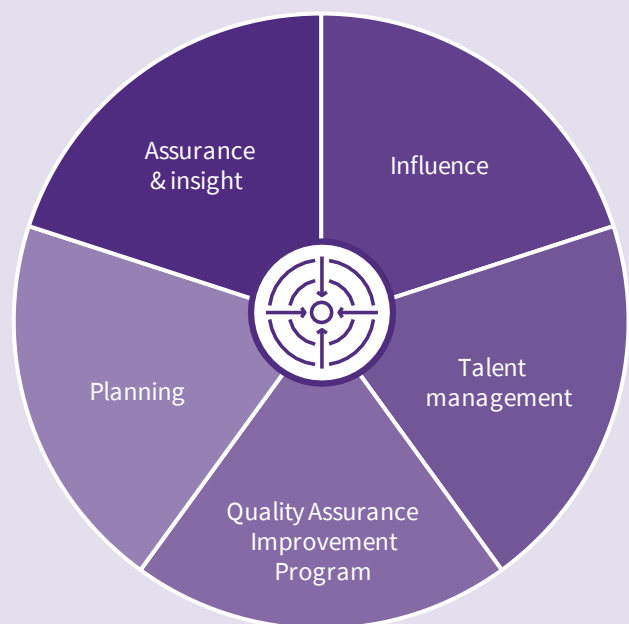 Assurance
& insight
Influence
Talent
management
Quality Assurance
Improvement
Program
Planning